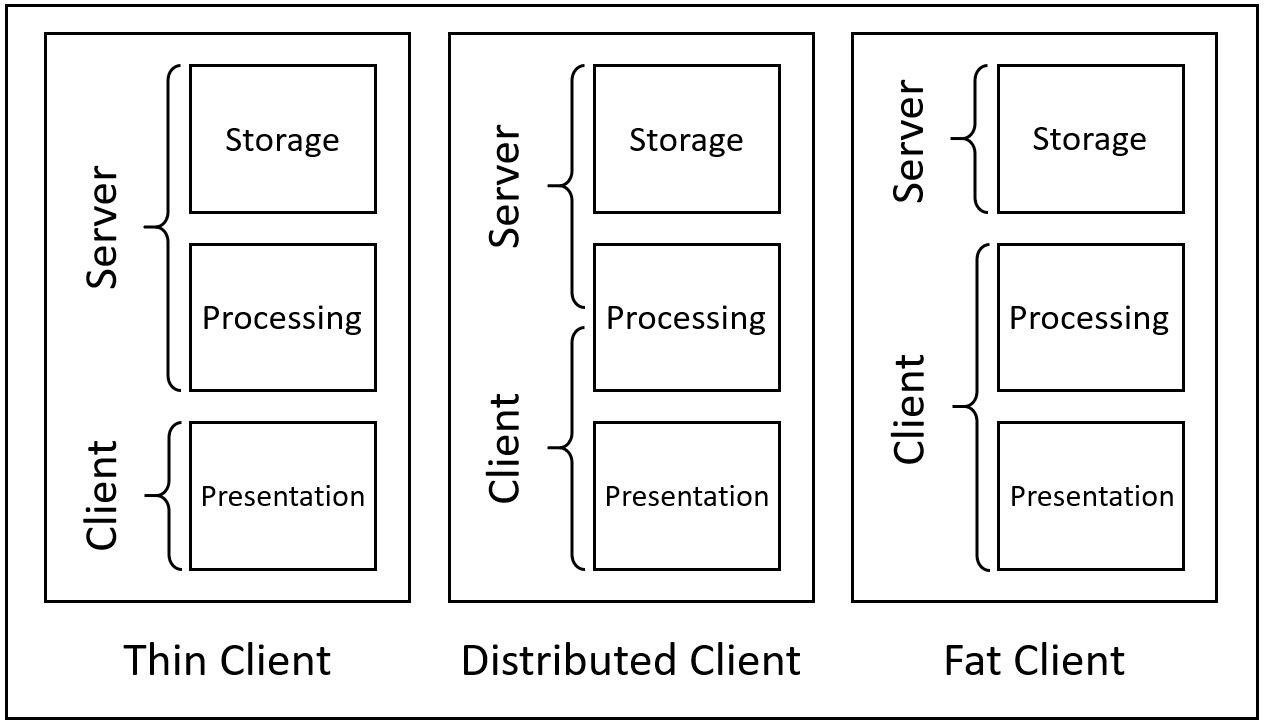 Server
Storage
Processing
Client
Presentation
Thin Client
Server
Storage
Processing
Client
Presentation
Distributed Client
Server
Storage
Processing
Client
Presentation
Fat Client